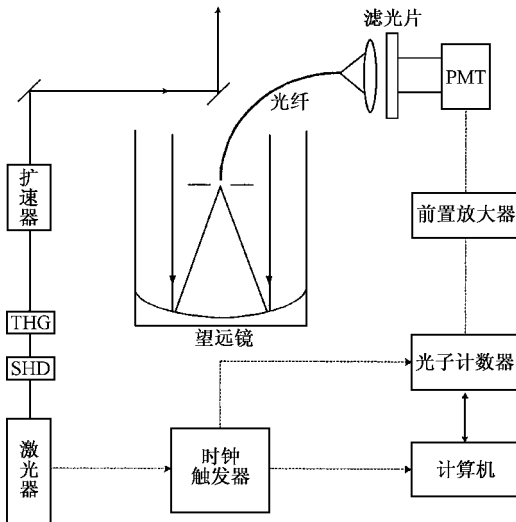 滤光片
PMT
光纤
扩
速
器
前置放大器
THG
望远镜
SHD
光子计数器
激
光
器
时钟
触发器
计算机